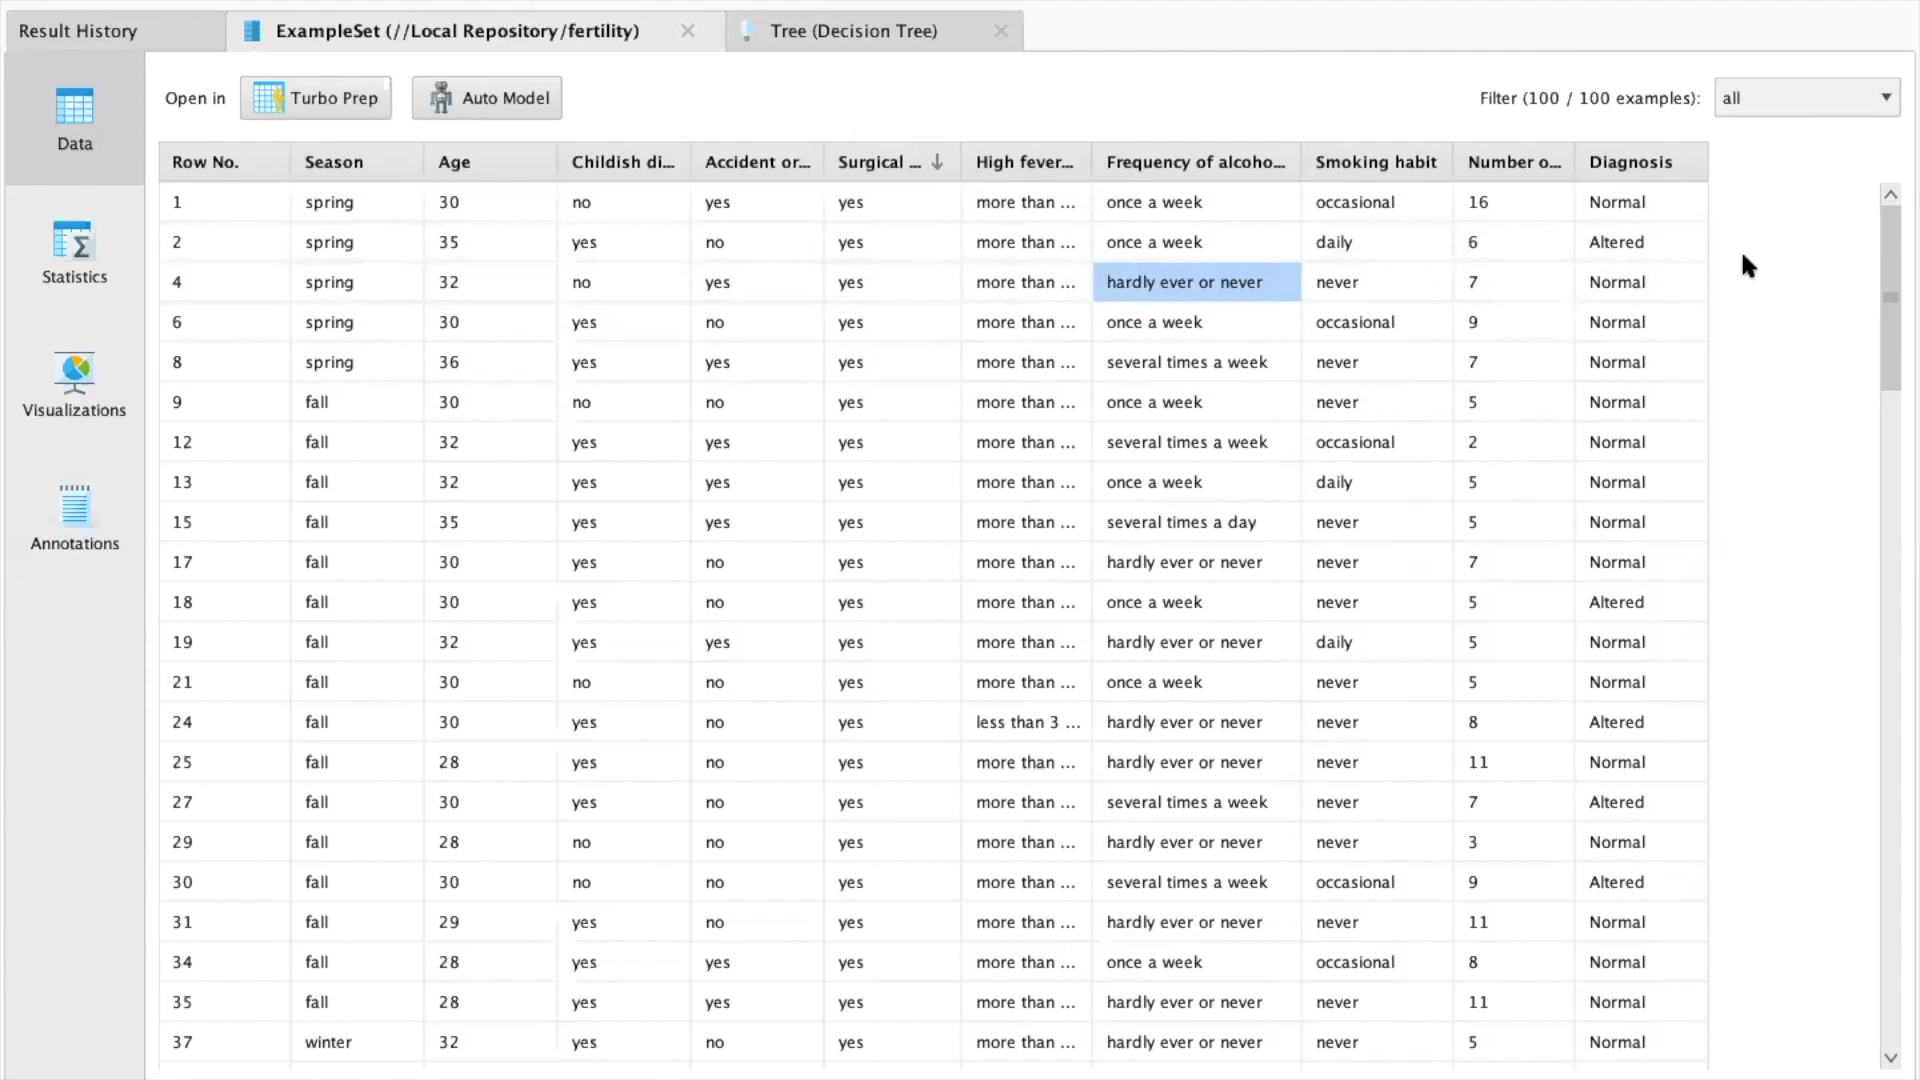 Result History ExampleSet (//Local Repository/fertility) Tree (Decision Tree)
Open in Turbo Prep Auto Model Filter (100 / 100 examples): all
Data
Statistics
Visualizations
Annotations
Row No. Season Age Childish di... Accident or... Surgical ... High fever... Frequency of alcoho... Smoking habit Number o... Diagnosis
1 spring 30 no yes yes more than ... once a week occasional 16 Normal
2 spring 35 yes no yes more than ... once a week daily 6 Altered
4 spring 32 no yes yes more than ... hardly ever or never never 7 Normal
6 spring 30 yes no yes more than ... once a week occasional 9 Normal
8 spring 36 yes yes yes more than ... several times a week never 7 Normal
9 fall 30 no no yes more than ... once a week never 5 Normal
12 fall 32 yes yes yes more than ... several times a week occasional 2 Normal
13 fall 32 yes yes yes more than ... once a week daily 5 Normal
15 fall 35 yes yes yes more than ... several times a day never 5 Normal
17 fall 30 yes no yes more than ... hardly ever or never never 7 Normal
18 fall 30 yes no yes more than ... once a week never 5 Altered
19 fall 32 yes yes yes more than ... hardly ever or never daily 5 Normal
21 fall 30 no no yes more than ... once a week never 5 Normal
24 fall 30 yes no yes less than 3 ... hardly ever or never never 8 Altered
25 fall 28 yes no yes more than ... hardly ever or never never 11 Normal
27 fall 30 yes no yes more than ... several times a week never 7 Altered
29 fall 28 no no yes more than ... hardly ever or never never 3 Normal
30 fall 30 no no yes more than ... several times a week occasional 9 Altered
31 fall 29 yes no yes more than ... hardly ever or never never 11 Normal
34 fall 28 yes yes yes more than ... once a week occasional 8 Normal
35 fall 28 yes yes yes more than ... hardly ever or never never 11 Normal
37 winter 32 yes no yes more than ... hardly ever or never never 5 Normal